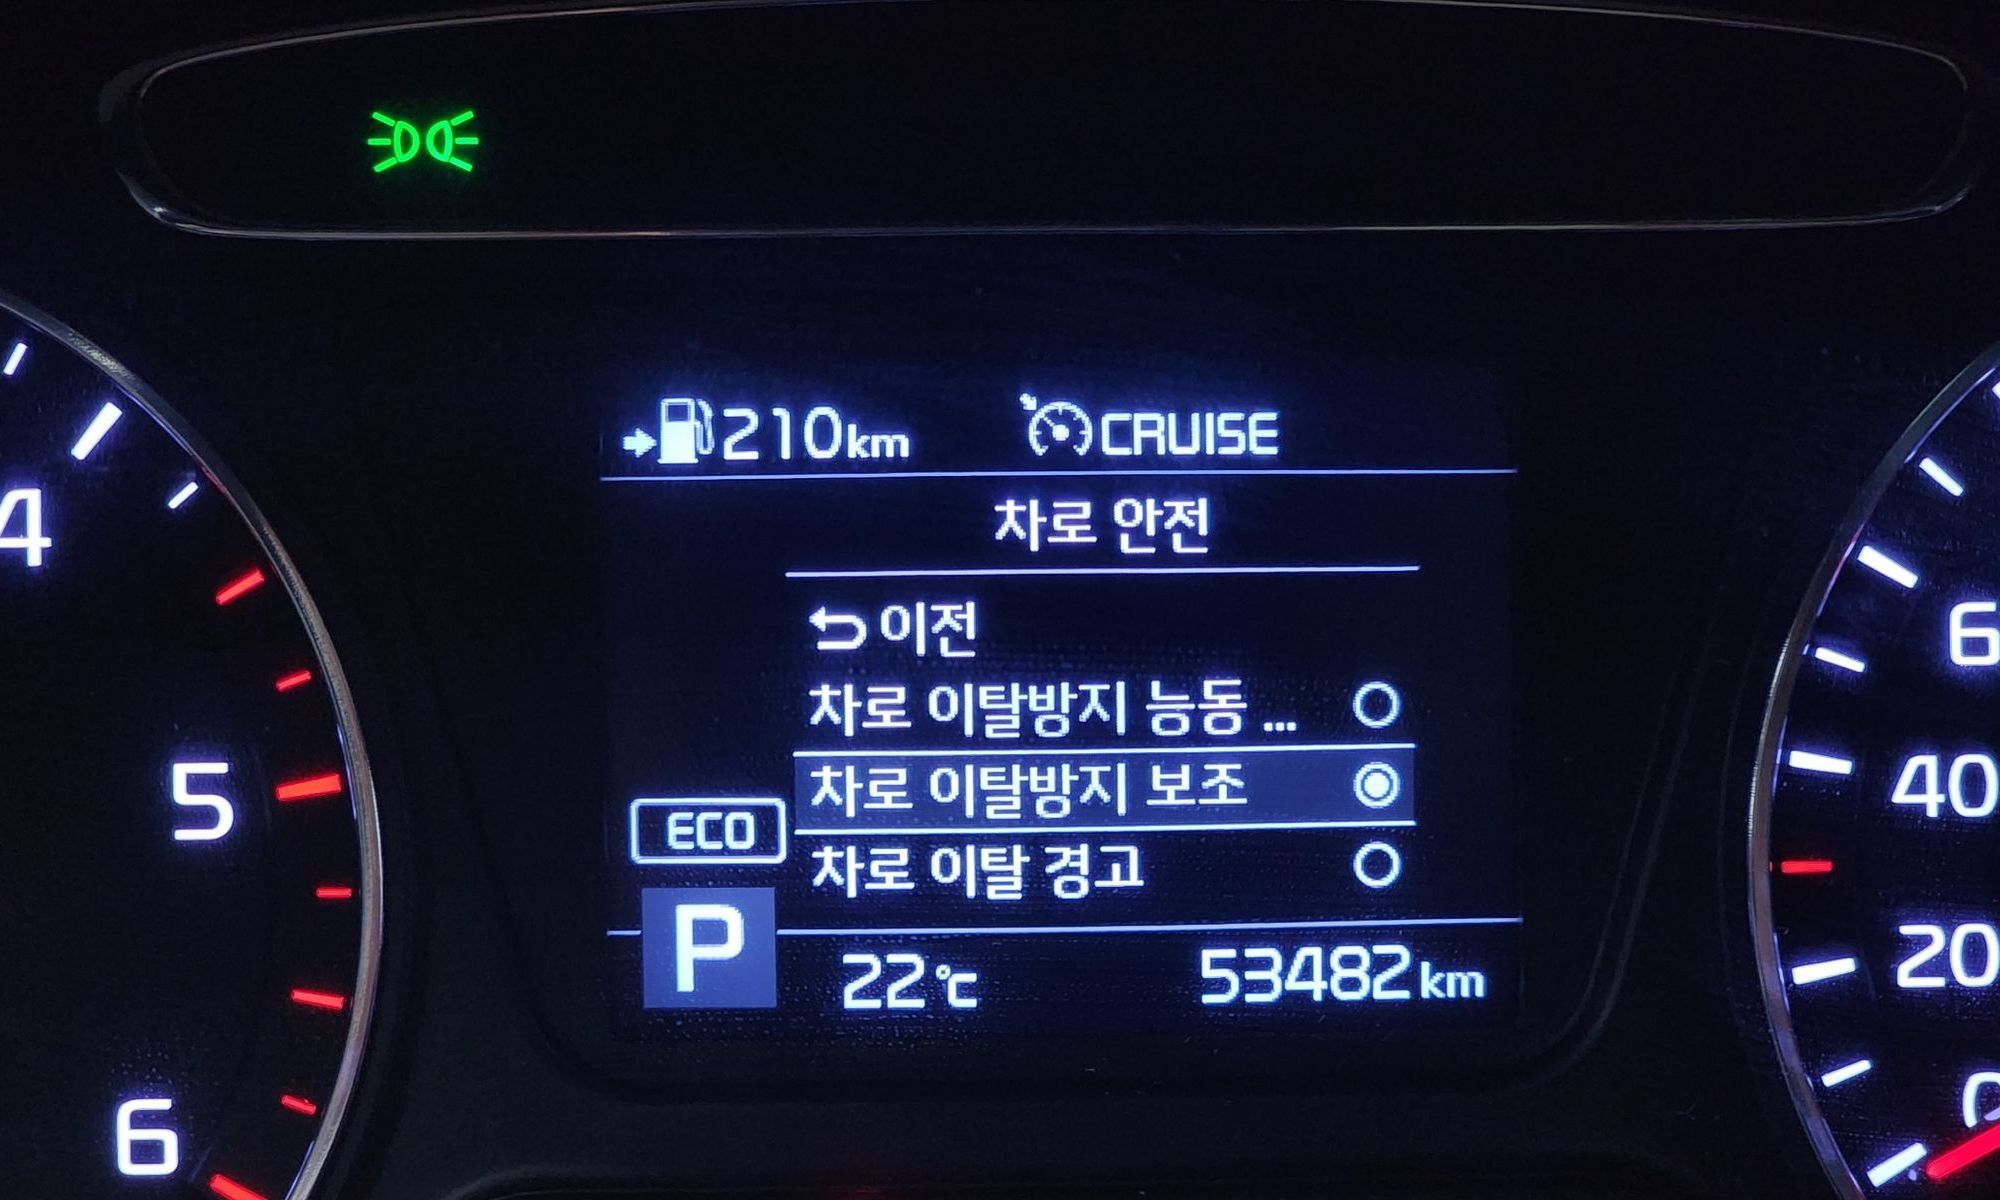 210km CRUISE
차로 안전
이전
차로 이탈방지 능동 ...
차로 이탈방지 보조
ECO
차로 이탈 경고
P
22℃ 53482km
4
5
6
6
40
20
0